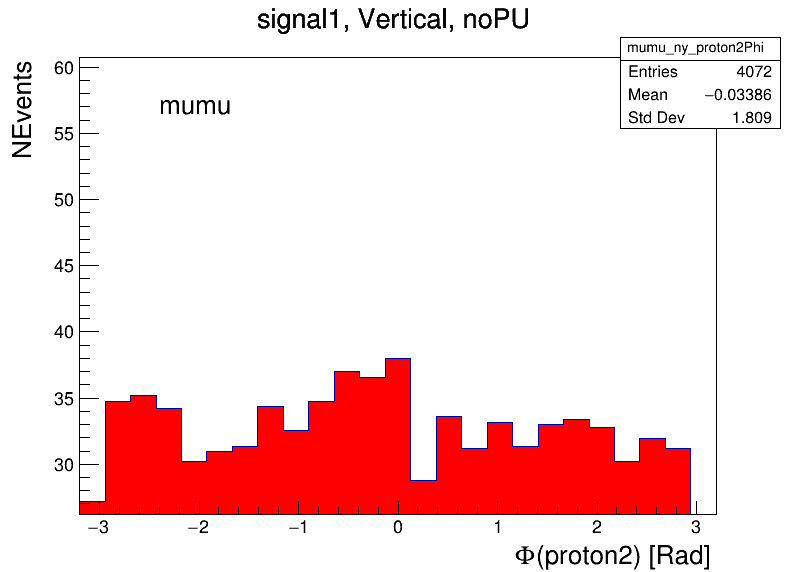 signal1, Vertical, noPU
mumu_ny_proton2Phi
Entries 4072
Mean −0.03386
Std Dev 1.809
NEvents
mumu
60
55
50
45
40
35
30
−3 −2 −1 0 1 2 3
Φ(proton2) [Rad]